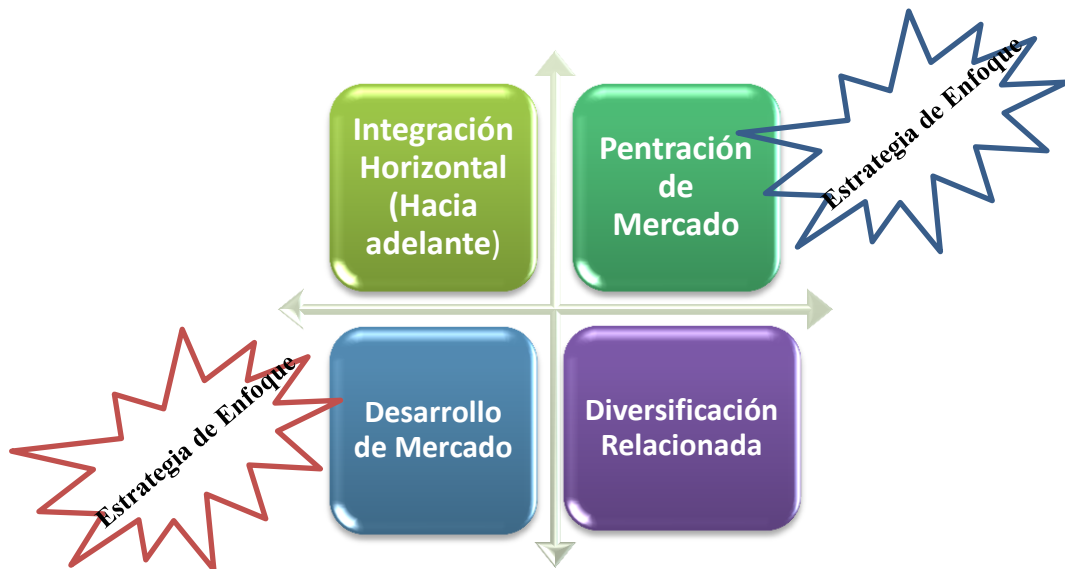 Integración
Horizontal
(Hacia
adelante)
Pentración
de
Mercado
Estrategia de Enfoque
Estrategia de Enfoque
Desarrollo
de Mercado
Diversificación
Relacionada